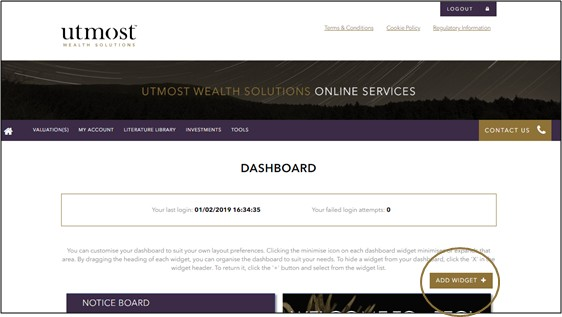 LOGOUT
utmost™
WEALTH SOLUTIONS
Terms & Conditions Cookie Policy Regulatory Information
UTMOST WEALTH SOLUTIONS ONLINE SERVICES
VALUATION(S) MY ACCOUNT LITERATURE LIBRARY INVESTMENTS TOOLS CONTACT US
DASHBOARD
Your last login: 01/02/2019 16:34:35 Your failed login attempts: 0
You can customise your dashboard to suit your own layout preferences. Clicking the minimise icon on each dashboard widget minimises or expands that
area. By dragging the heading of each widget, you can organise the dashboard to suit your needs. To hide a widget from your dashboard, click the 'X' in the
widget header. To return it, click the '+' button and select from the widget list.
ADD WIDGET +
NOTICE BOARD